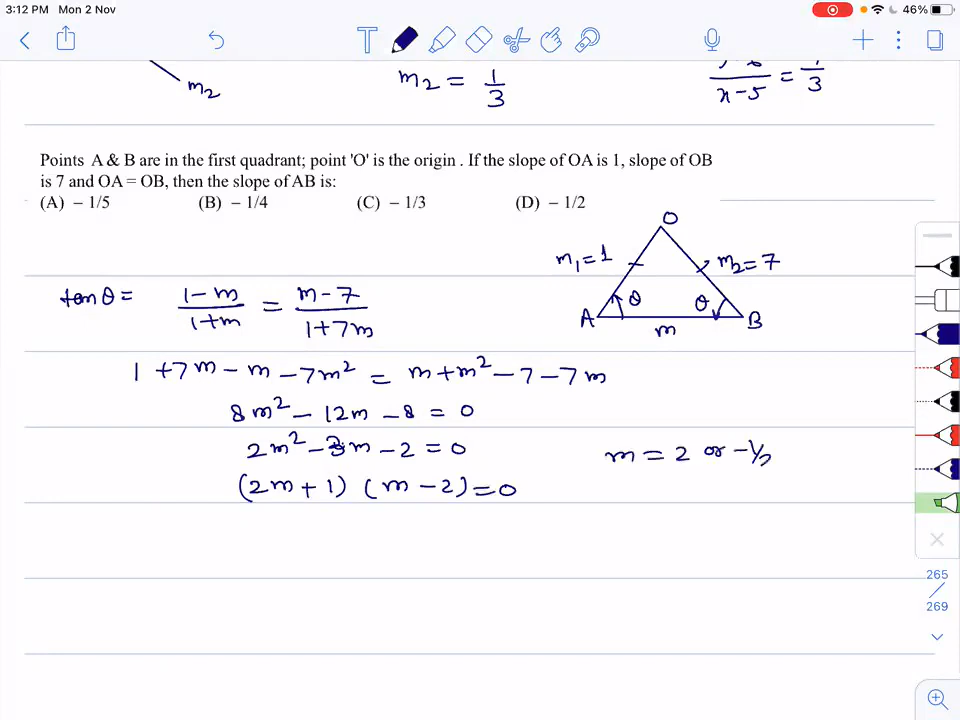 3:12 PM Mon 2 Nov
46%
T
m2
m2 = 1/3
/ x-5 = 1/3
Points A & B are in the first quadrant; point 'O' is the origin . If the slope of OA is 1, slope of OB
is 7 and OA = OB, then the slope of AB is:
(A) – 1/5 (B) – 1/4 (C) – 1/3 (D) – 1/2
O
m1 = 1
m2 = 7
θ
θ
A
B
m
tanθ = (1-m)/(1+m) = (m-7)/(1+7m)
1 + 7m - m - 7m² = m + m² - 7 - 7m
8m² - 12m - 8 = 0
2m² - 3m - 2 = 0
m = 2 or -1/2
(2m + 1) (m - 2) = 0
265
/
269